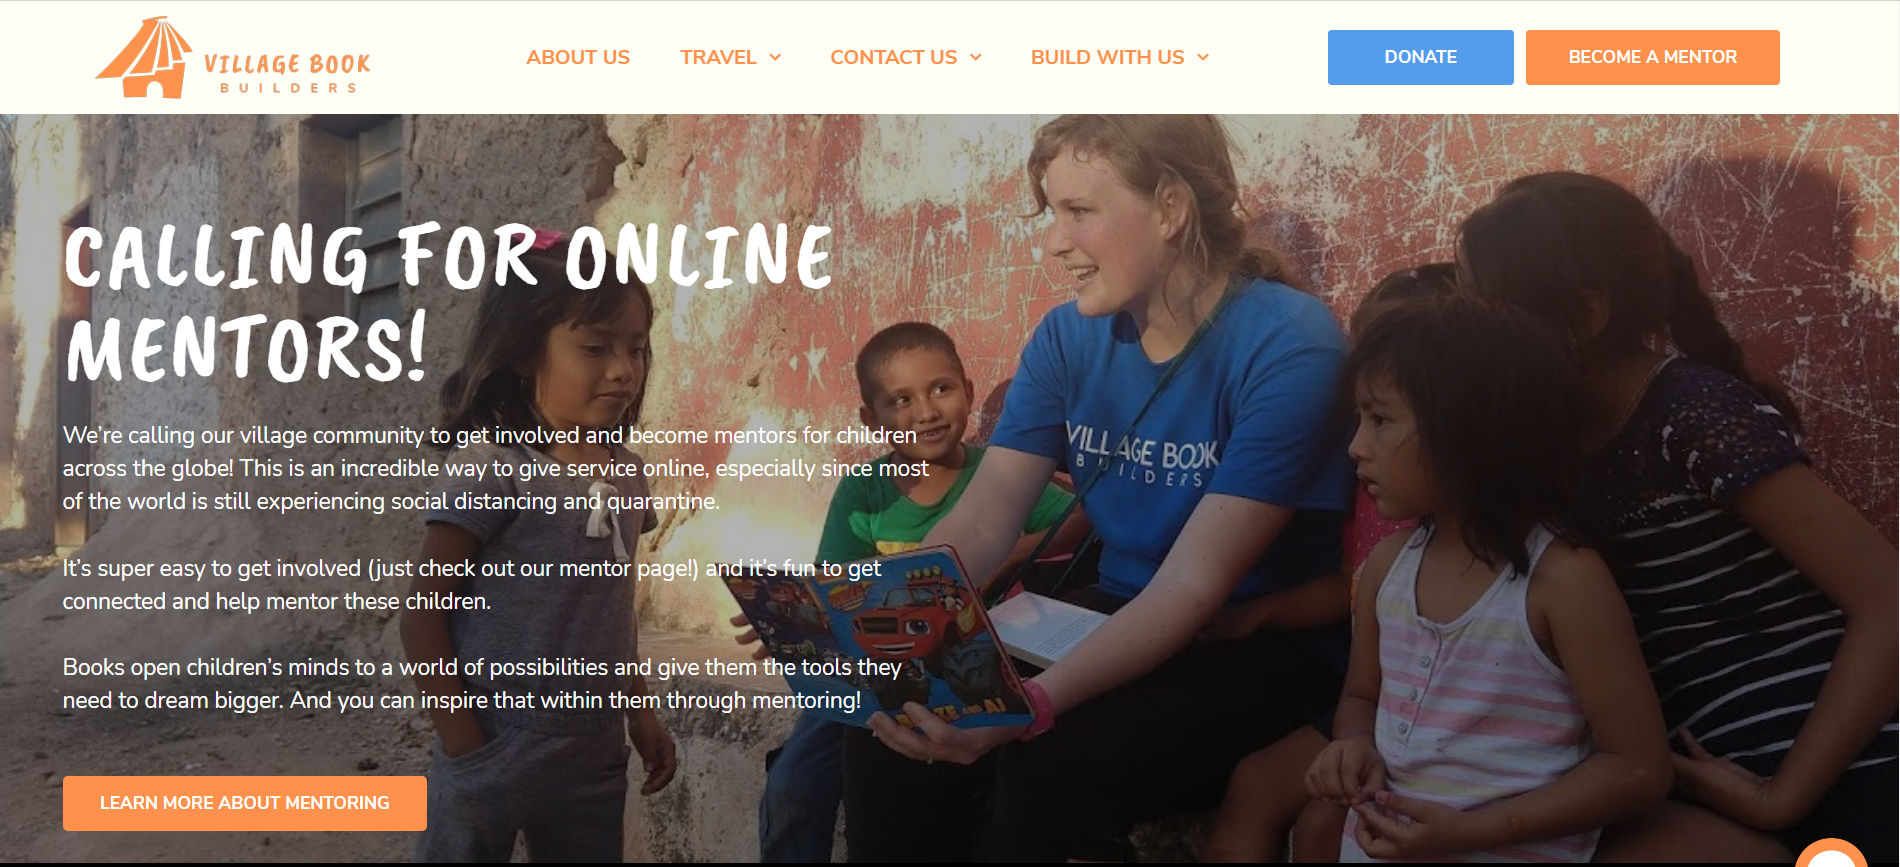 VILLAGE BOOK
BUILDERS
ABOUT US
TRAVEL
CONTACT US
BUILD WITH US
DONATE
BECOME A MENTOR
CALLING FOR ONLINE
MENTORS!
We’re calling our village community to get involved and become mentors for children
across the globe! This is an incredible way to give service online, especially since most
of the world is still experiencing social distancing and quarantine.
It’s super easy to get involved (just check out our mentor page!) and it’s fun to get
connected and help mentor these children.
Books open children’s minds to a world of possibilities and give them the tools they
need to dream bigger. And you can inspire that within them through mentoring!
LEARN MORE ABOUT MENTORING
VILLAGE BOOK
BUILDERS
AND AJ